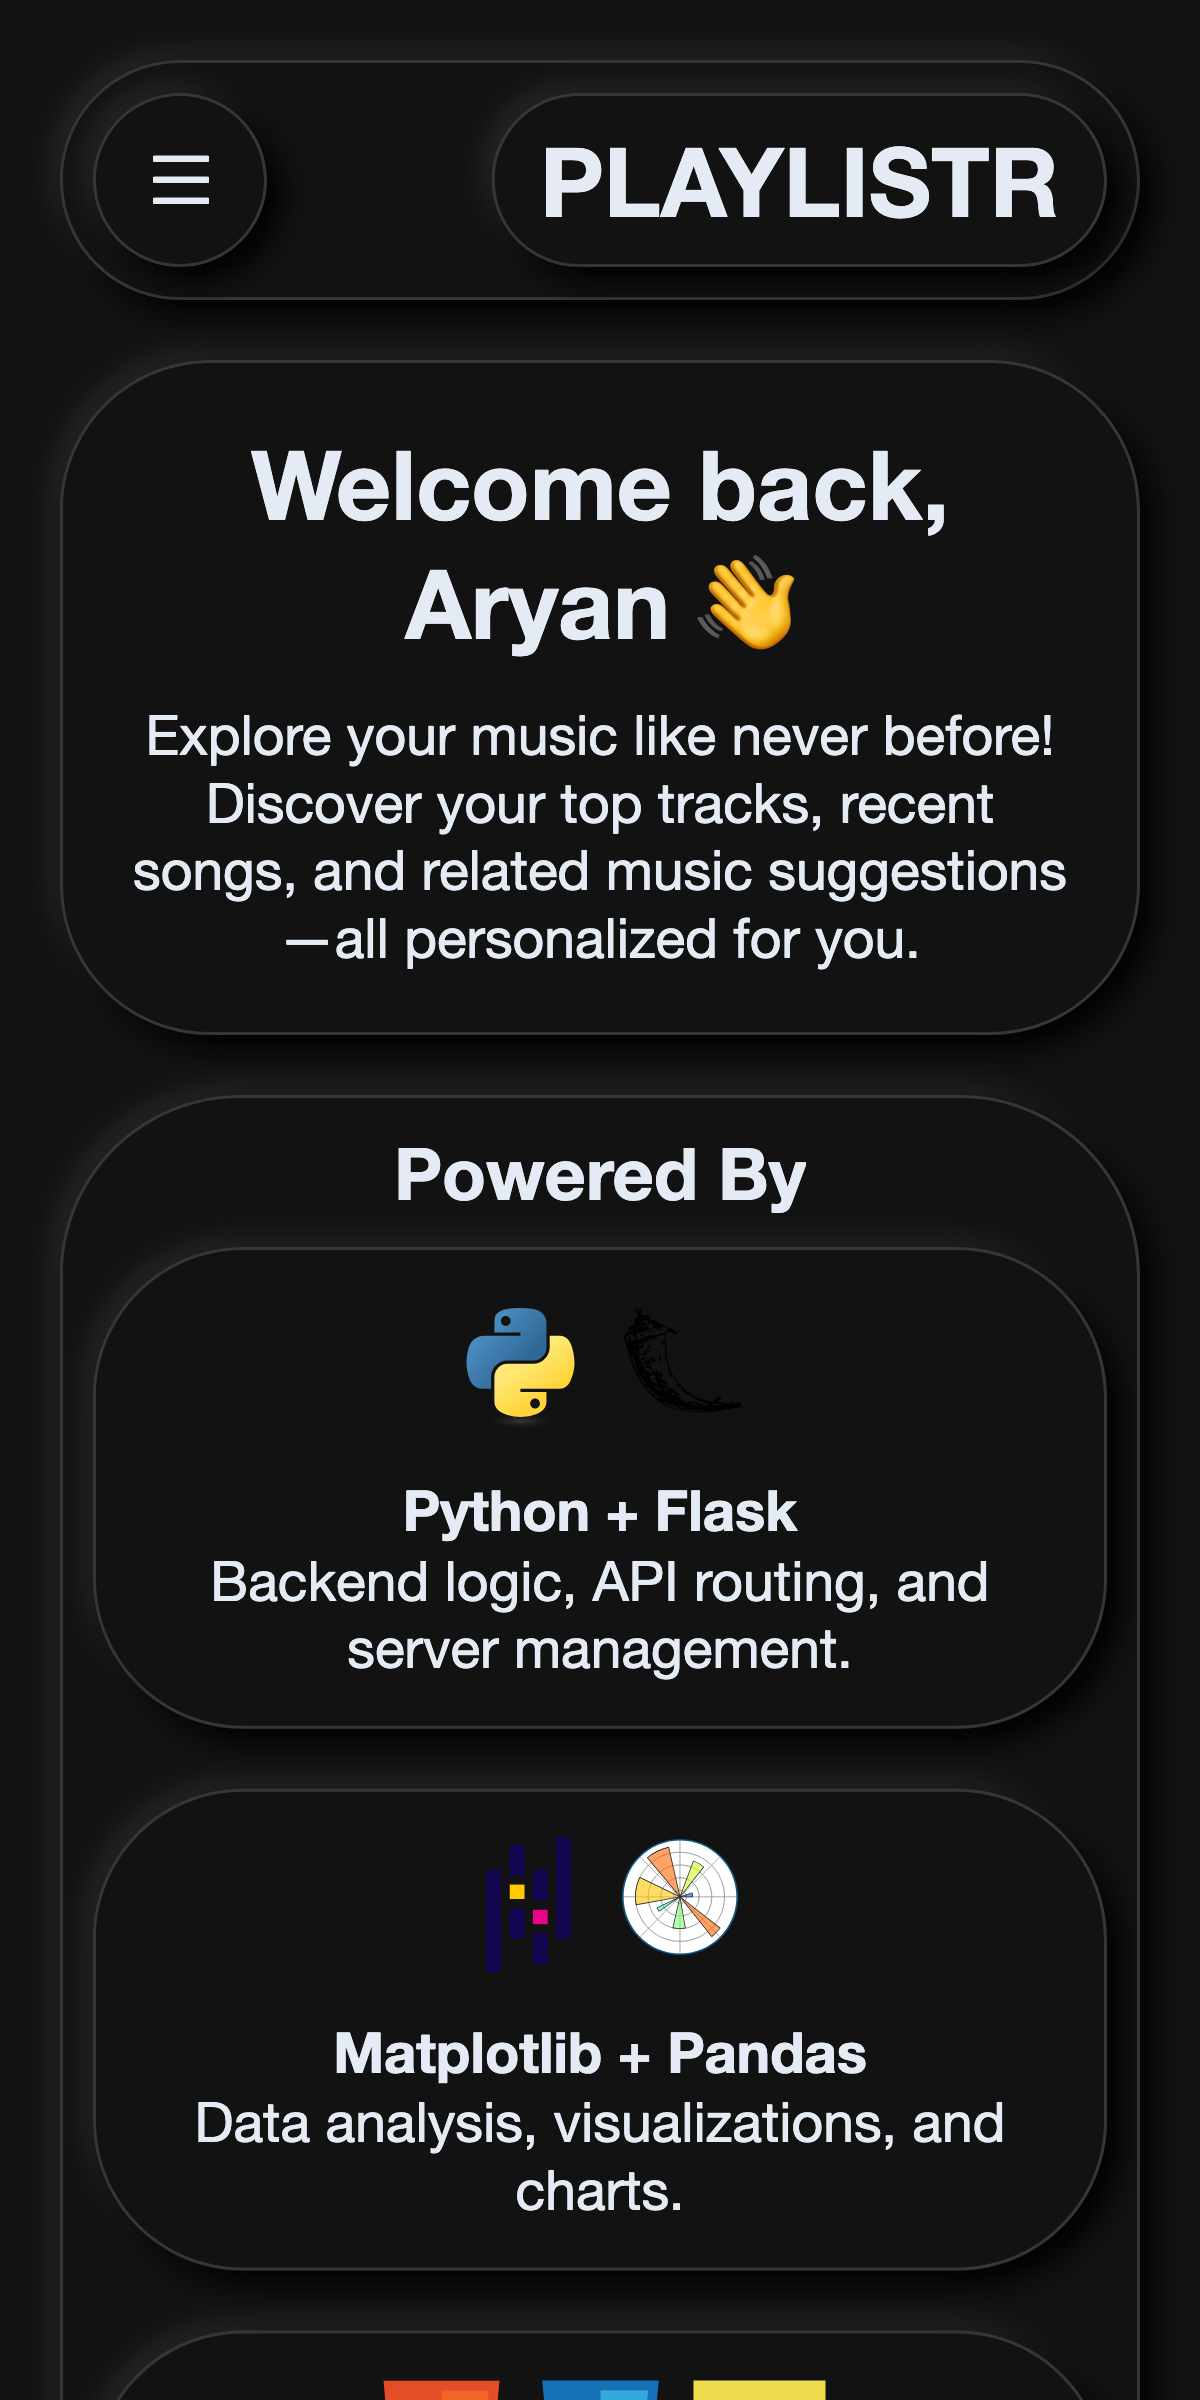 PLAYLISTR
Welcome back,
Aryan 👋
Explore your music like never before!
Discover your top tracks, recent
songs, and related music suggestions
—all personalized for you.
Powered By
Python + Flask
Backend logic, API routing, and
server management.
Matplotlib + Pandas
Data analysis, visualizations, and
charts.